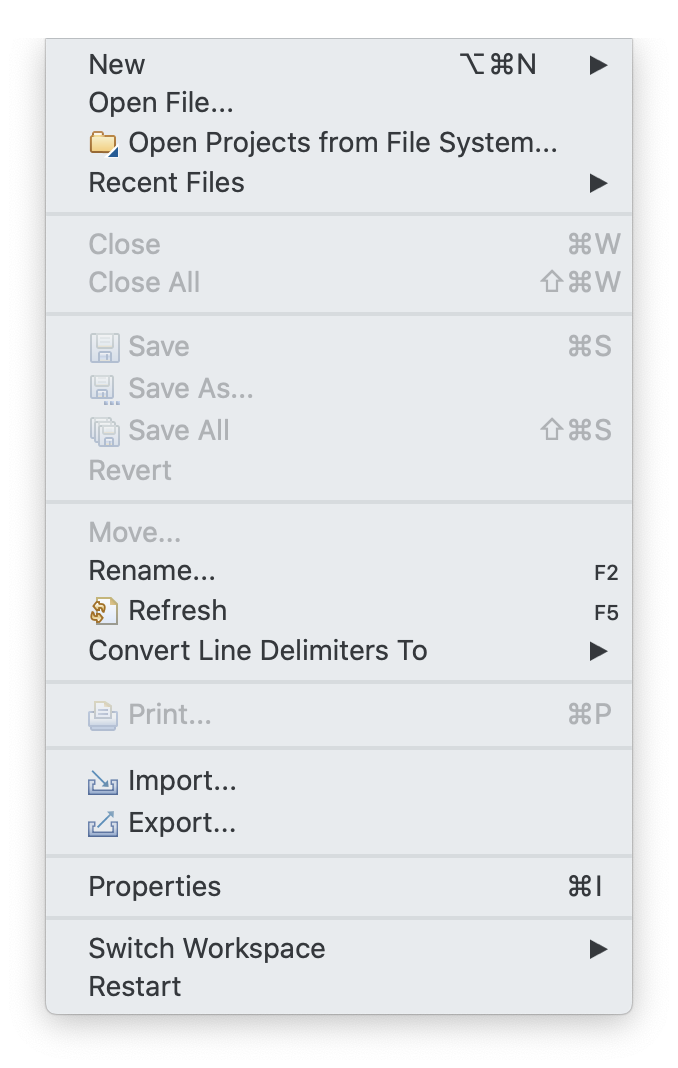 New ⌥⌘N ▶
Open File...
Open Projects from File System...
Recent Files ▶
Close ⌘W
Close All ⇧⌘W
Save ⌘S
Save As...
Save All ⇧⌘S
Revert
Move...
Rename... F2
Refresh F5
Convert Line Delimiters To ▶
Print... ⌘P
Import...
Export...
Properties ⌘I
Switch Workspace ▶
Restart